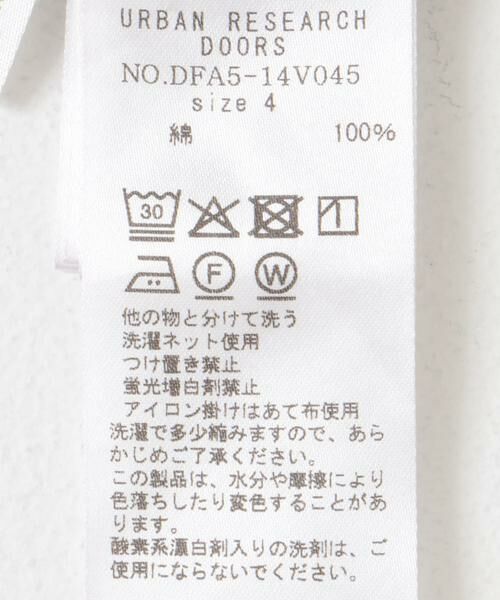 URBAN RESEARCH
DOORS
NO.DFA5-14V045
size 4
綿 100%
30
F W
他の物と分けて洗う
洗濯ネット使用
つけ置き禁止
蛍光増白剤禁止
アイロン掛けはあて布使用
洗濯で多少縮みますので、あら
かじめご了承ください。
この製品は、水分や摩擦により
色落ちしたり変色することがあ
ります。
酸素系漂白剤入りの洗剤は、ご
使用にならないでください。